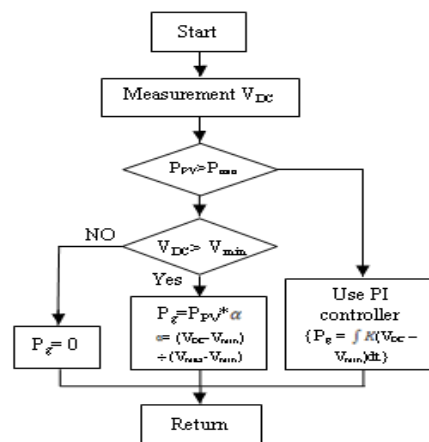 Start
Measurement V_DC
P_PV>P_max
NO
V_DC> V_min
Yes
P_g= 0
P_g=P_PV*α
α= (V_DC-V_min)
÷(V_max-V_min)
Use PI
controller
{P_g = ∫K(V_DC –
V_min)dt}
Return